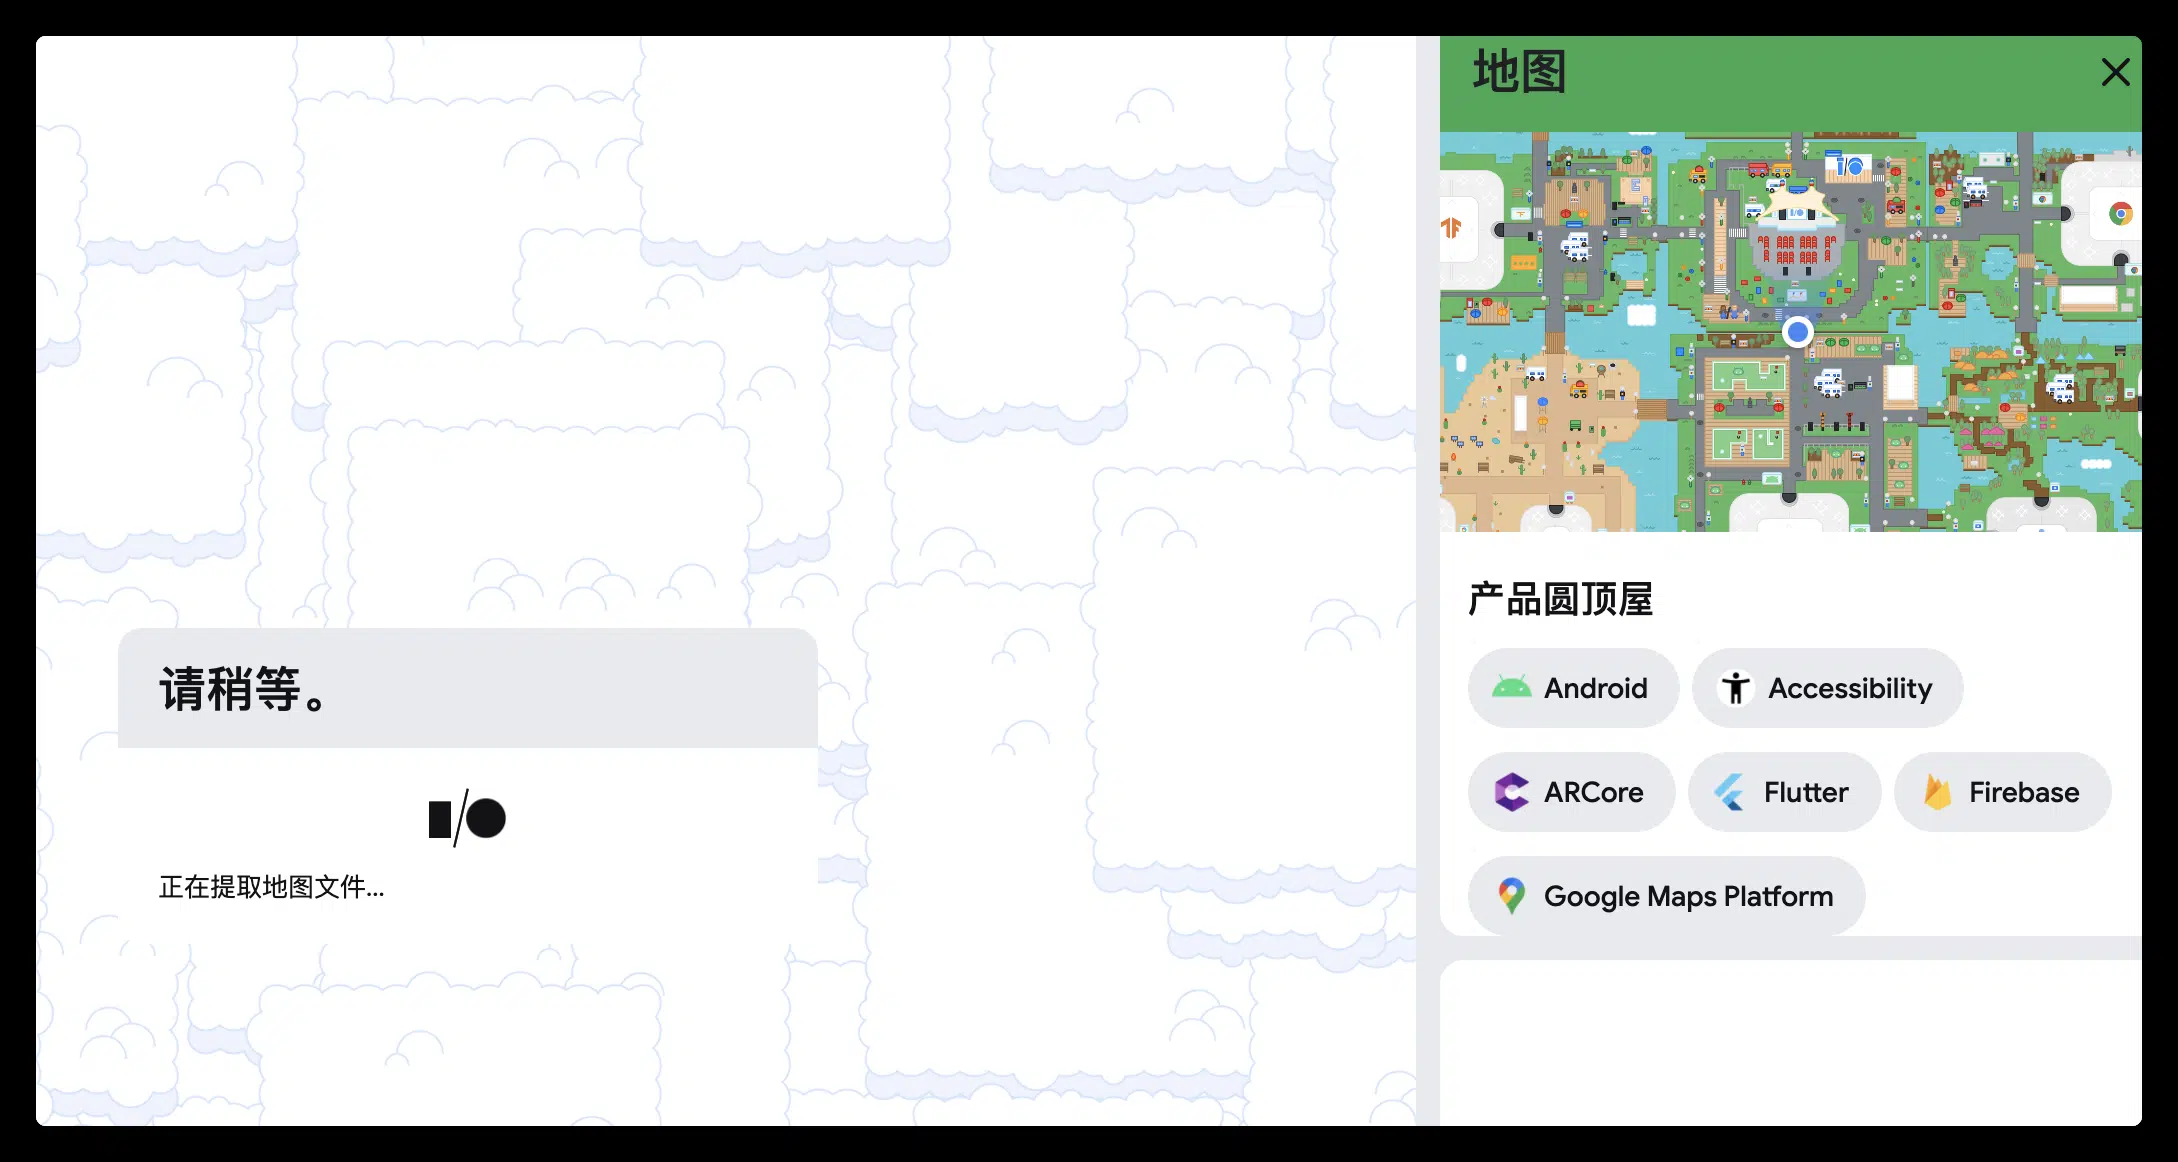 请稍等。
I/O
正在提取地图文件...
地图
产品圆顶屋
Android
Accessibility
ARCore
Flutter
Firebase
Google Maps Platform